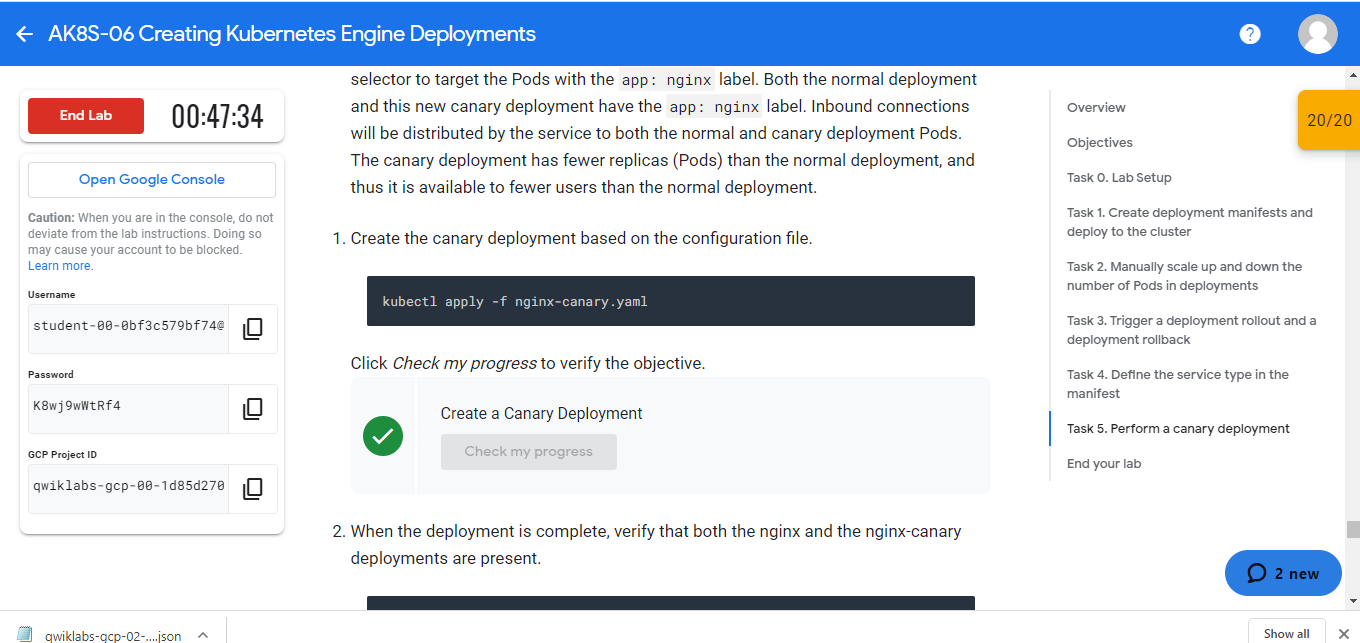 AK8S-06 Creating Kubernetes Engine Deployments
?
End Lab
00:47:34
Open Google Console
Caution: When you are in the console, do not
deviate from the lab instructions. Doing so
may cause your account to be blocked.
Learn more.
Username
student-00-0bf3c579bf74@
Password
K8wj9wWtRf4
GCP Project ID
qwiklabs-gcp-00-1d85d270
selector to target the Pods with the app: nginx label. Both the normal deployment
and this new canary deployment have the app: nginx label. Inbound connections
will be distributed by the service to both the normal and canary deployment Pods.
The canary deployment has fewer replicas (Pods) than the normal deployment, and
thus it is available to fewer users than the normal deployment.
1. Create the canary deployment based on the configuration file.
kubectl apply -f nginx-canary.yaml
Click Check my progress to verify the objective.
Create a Canary Deployment
Check my progress
2. When the deployment is complete, verify that both the nginx and the nginx-canary
deployments are present.
Overview
Objectives
Task 0. Lab Setup
Task 1. Create deployment manifests and
deploy to the cluster
Task 2. Manually scale up and down the
number of Pods in deployments
Task 3. Trigger a deployment rollout and a
deployment rollback
Task 4. Define the service type in the
manifest
Task 5. Perform a canary deployment
End your lab
20/20
2 new
qwiklabs-gcp-02-....json
Show all